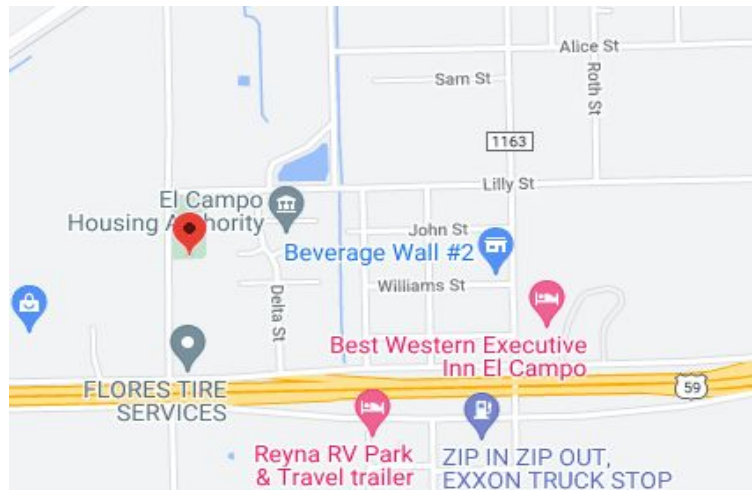 Alice St
Sam St
Roth St
1163
Lilly St
El Campo
Housing Authority
John St
Beverage Wall #2
Williams St
Delta St
Best Western Executive
Inn El Campo
FLORES TIRE
SERVICES
59
Reyna RV Park
& Travel trailer
ZIP IN ZIP OUT,
EXXON TRUCK STOP